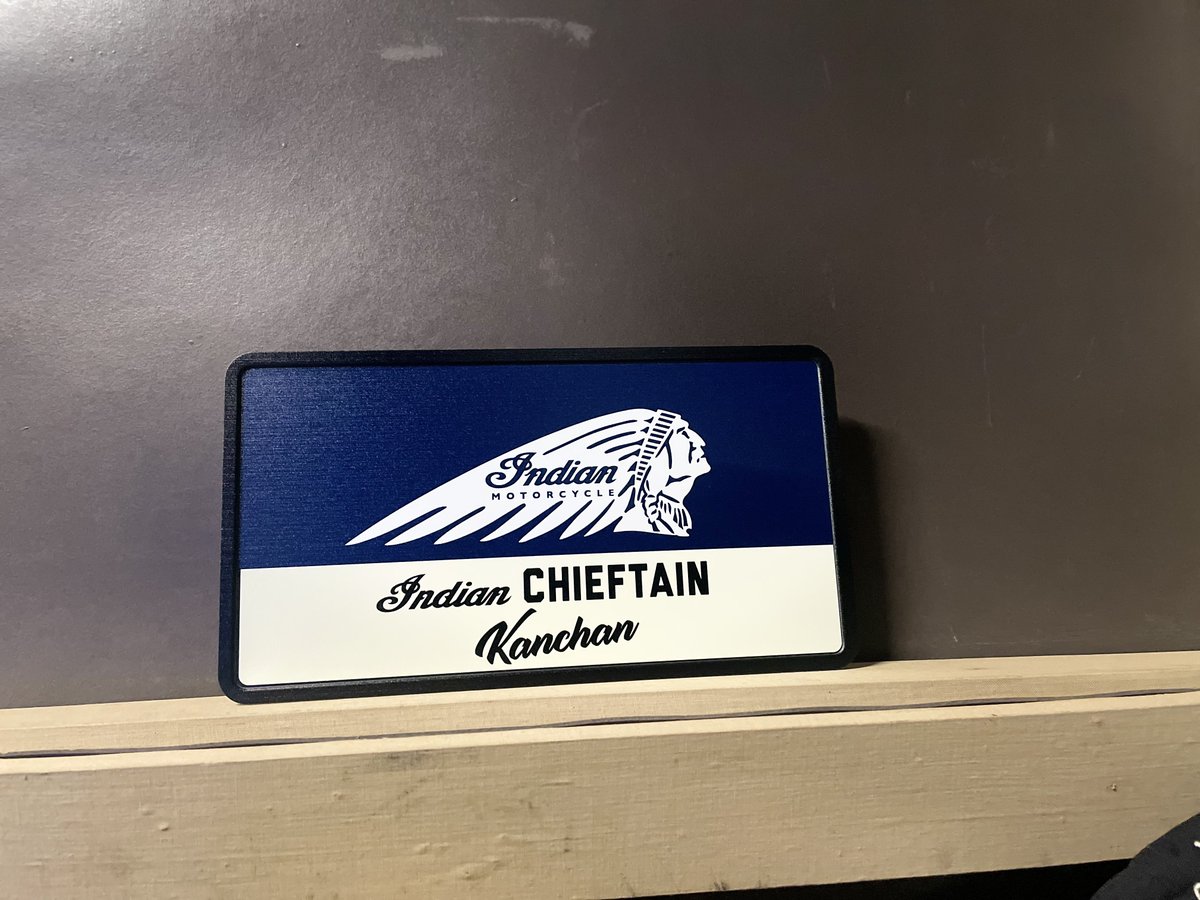 Indian
MOTORCYCLE
Indian CHIEFTAIN
Kanchan